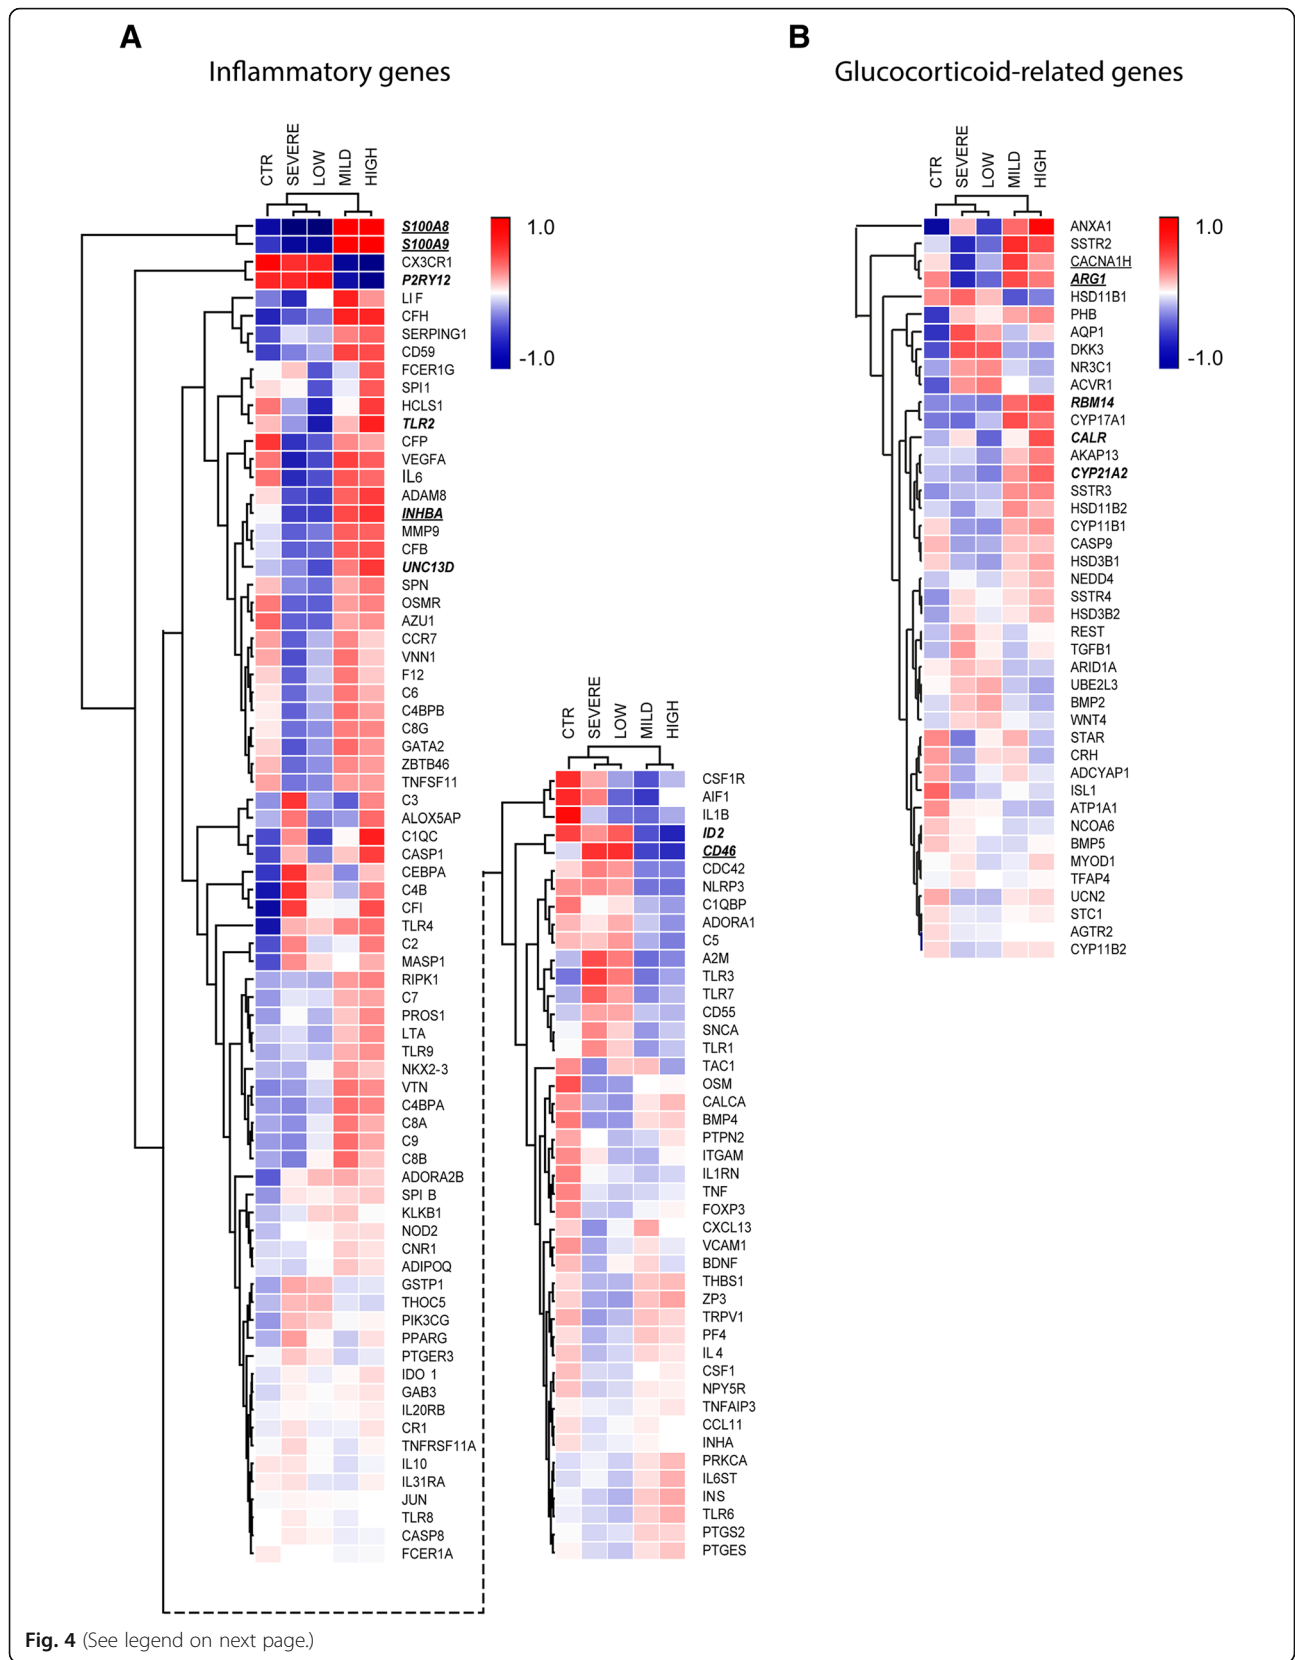 A
Inflammatory genes
CTR
SEVERE
LOW
MILD
HIGH
S100A8
S100A9
CX3CR1
P2RY12
LIF
CFH
SERPING1
CD59
FCER1G
SPI1
HCLS1
TLR2
CFP
VEGFA
IL6
ADAM8
INHBA
MMP9
CFB
UNC13D
SPN
OSMR
AZU1
CCR7
VNN1
F12
C6
C4BPB
C8G
GATA2
ZBTB46
TNFSF11
C3
ALOX5AP
C1QC
CASP1
CEBPA
C4B
CFI
TLR4
C2
MASP1
RIPK1
C7
PROS1
LTA
TLR9
NKX2-3
VTN
C4BPA
C8A
C9
C8B
ADORA2B
SPI B
KLKB1
NOD2
CNR1
ADIPOQ
GSTP1
THOC5
PIK3CG
PPARG
PTGER3
IDO 1
GAB3
IL20RB
CR1
TNFRSF11A
IL10
IL31RA
JUN
TLR8
CASP8
FCER1A
1.0
-1.0
CTR
SEVERE
LOW
MILD
HIGH
CSF1R
AIF1
IL1B
ID2
CD46
CDC42
NLRP3
C1QBP
ADORA1
C5
A2M
TLR3
TLR7
CD55
SNCA
TLR1
TAC1
OSM
CALCA
BMP4
PTPN2
ITGAM
IL1RN
TNF
FOXP3
CXCL13
VCAM1
BDNF
THBS1
ZP3
TRPV1
PF4
IL4
CSF1
NPY5R
TNFAIP3
CCL11
INHA
PRKCA
IL6ST
INS
TLR6
PTGS2
PTGES
B
Glucocorticoid-related genes
CTR
SEVERE
LOW
MILD
HIGH
ANXA1
SSTR2
CACNA1H
ARG1
HSD11B1
PHB
AQP1
DKK3
NR3C1
ACVR1
RBM14
CYP17A1
CALR
AKAP13
CYP21A2
SSTR3
HSD11B2
CYP11B1
CASP9
HSD3B1
NEDD4
SSTR4
HSD3B2
REST
TGFB1
ARID1A
UBE2L3
BMP2
WNT4
STAR
CRH
ADCYAP1
ISL1
ATP1A1
NCOA6
BMP5
MYOD1
TFAP4
UCN2
STC1
AGTR2
CYP11B2
1.0
-1.0
Fig. 4 (See legend on next page.)